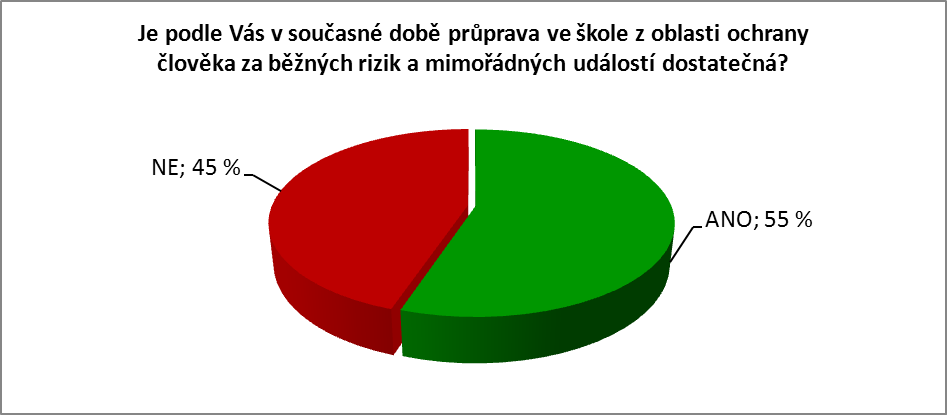 Je podle Vás v současné době průprava ve škole z oblasti ochrany
člověka za běžných rizik a mimořádných událostí dostatečná?
NE; 45 %
ANO; 55 %